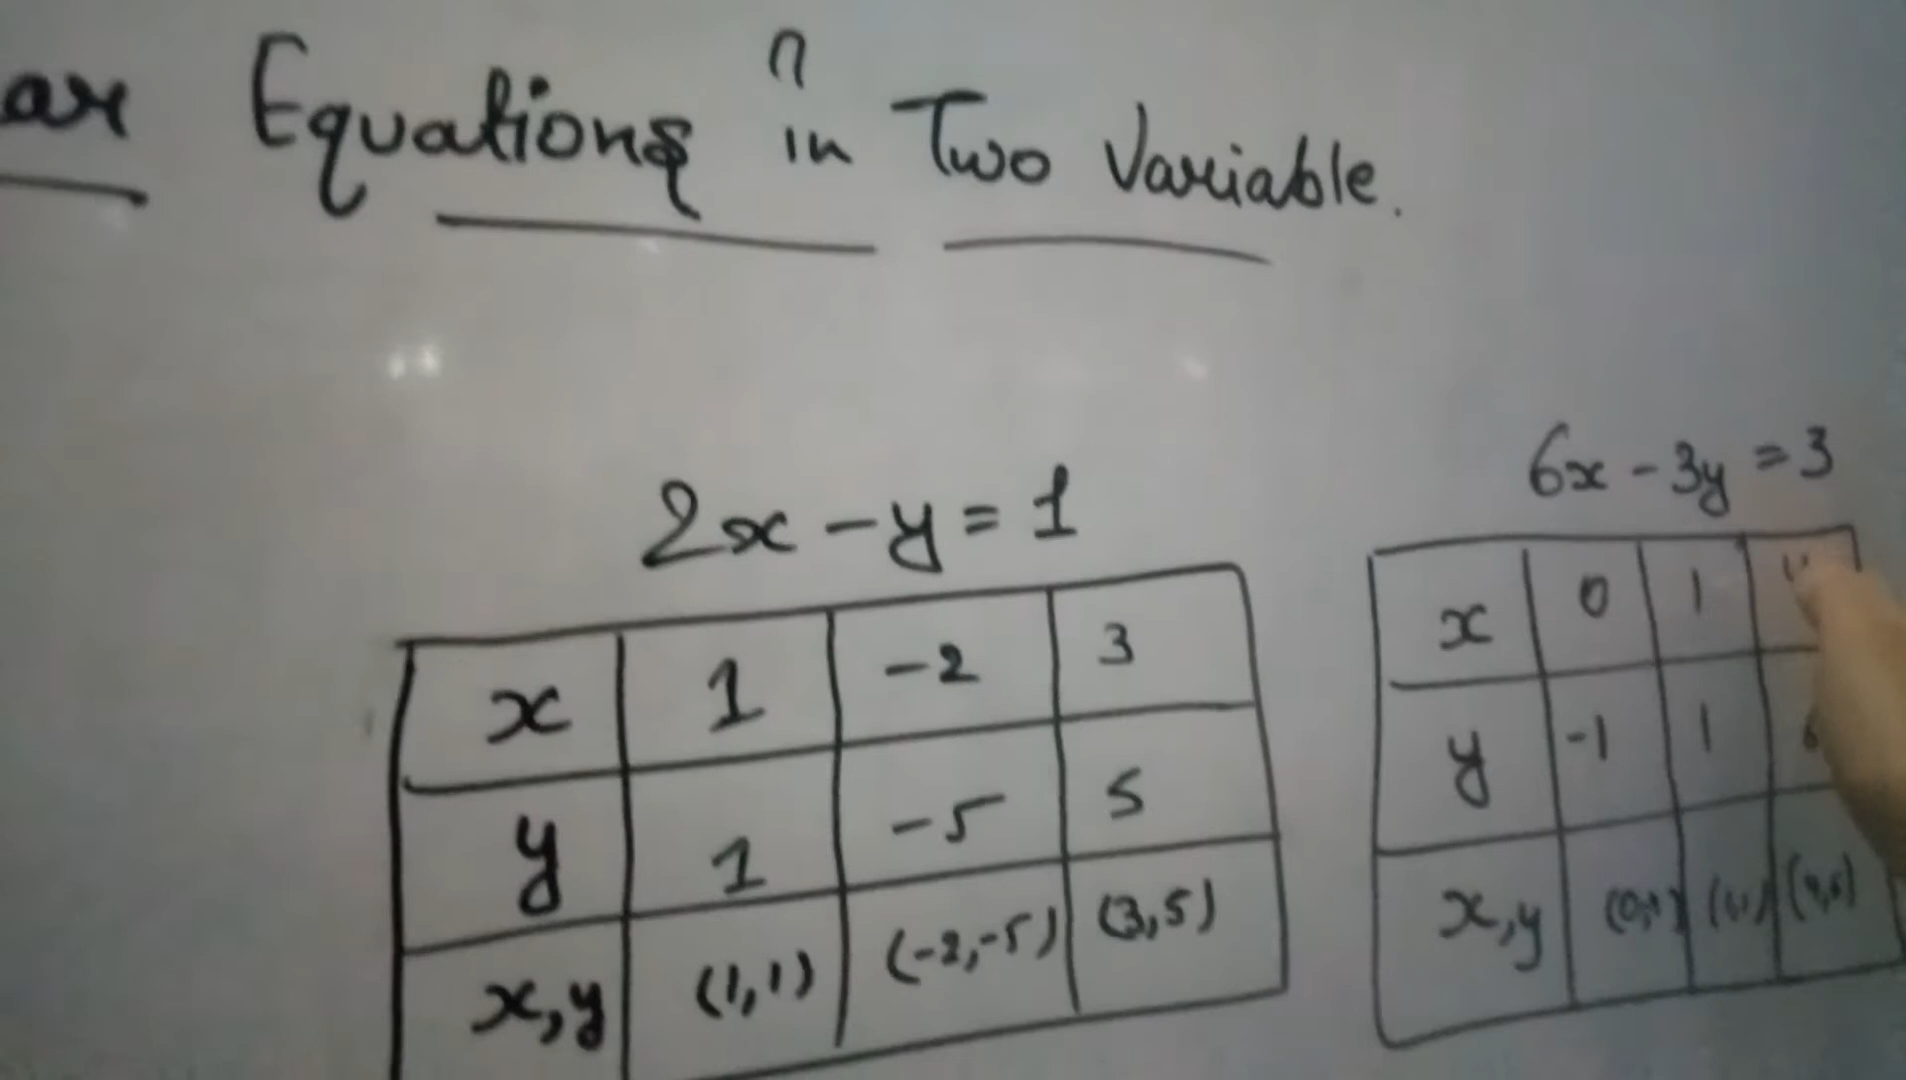 ar Equations in Two Variable.
2x - y = 1
x 1 -2 3
y 1 -5 5
x,y (1,1) (-2,-5) (3,5)
6x - 3y = 3
x 0 1
y -1 1
x,y